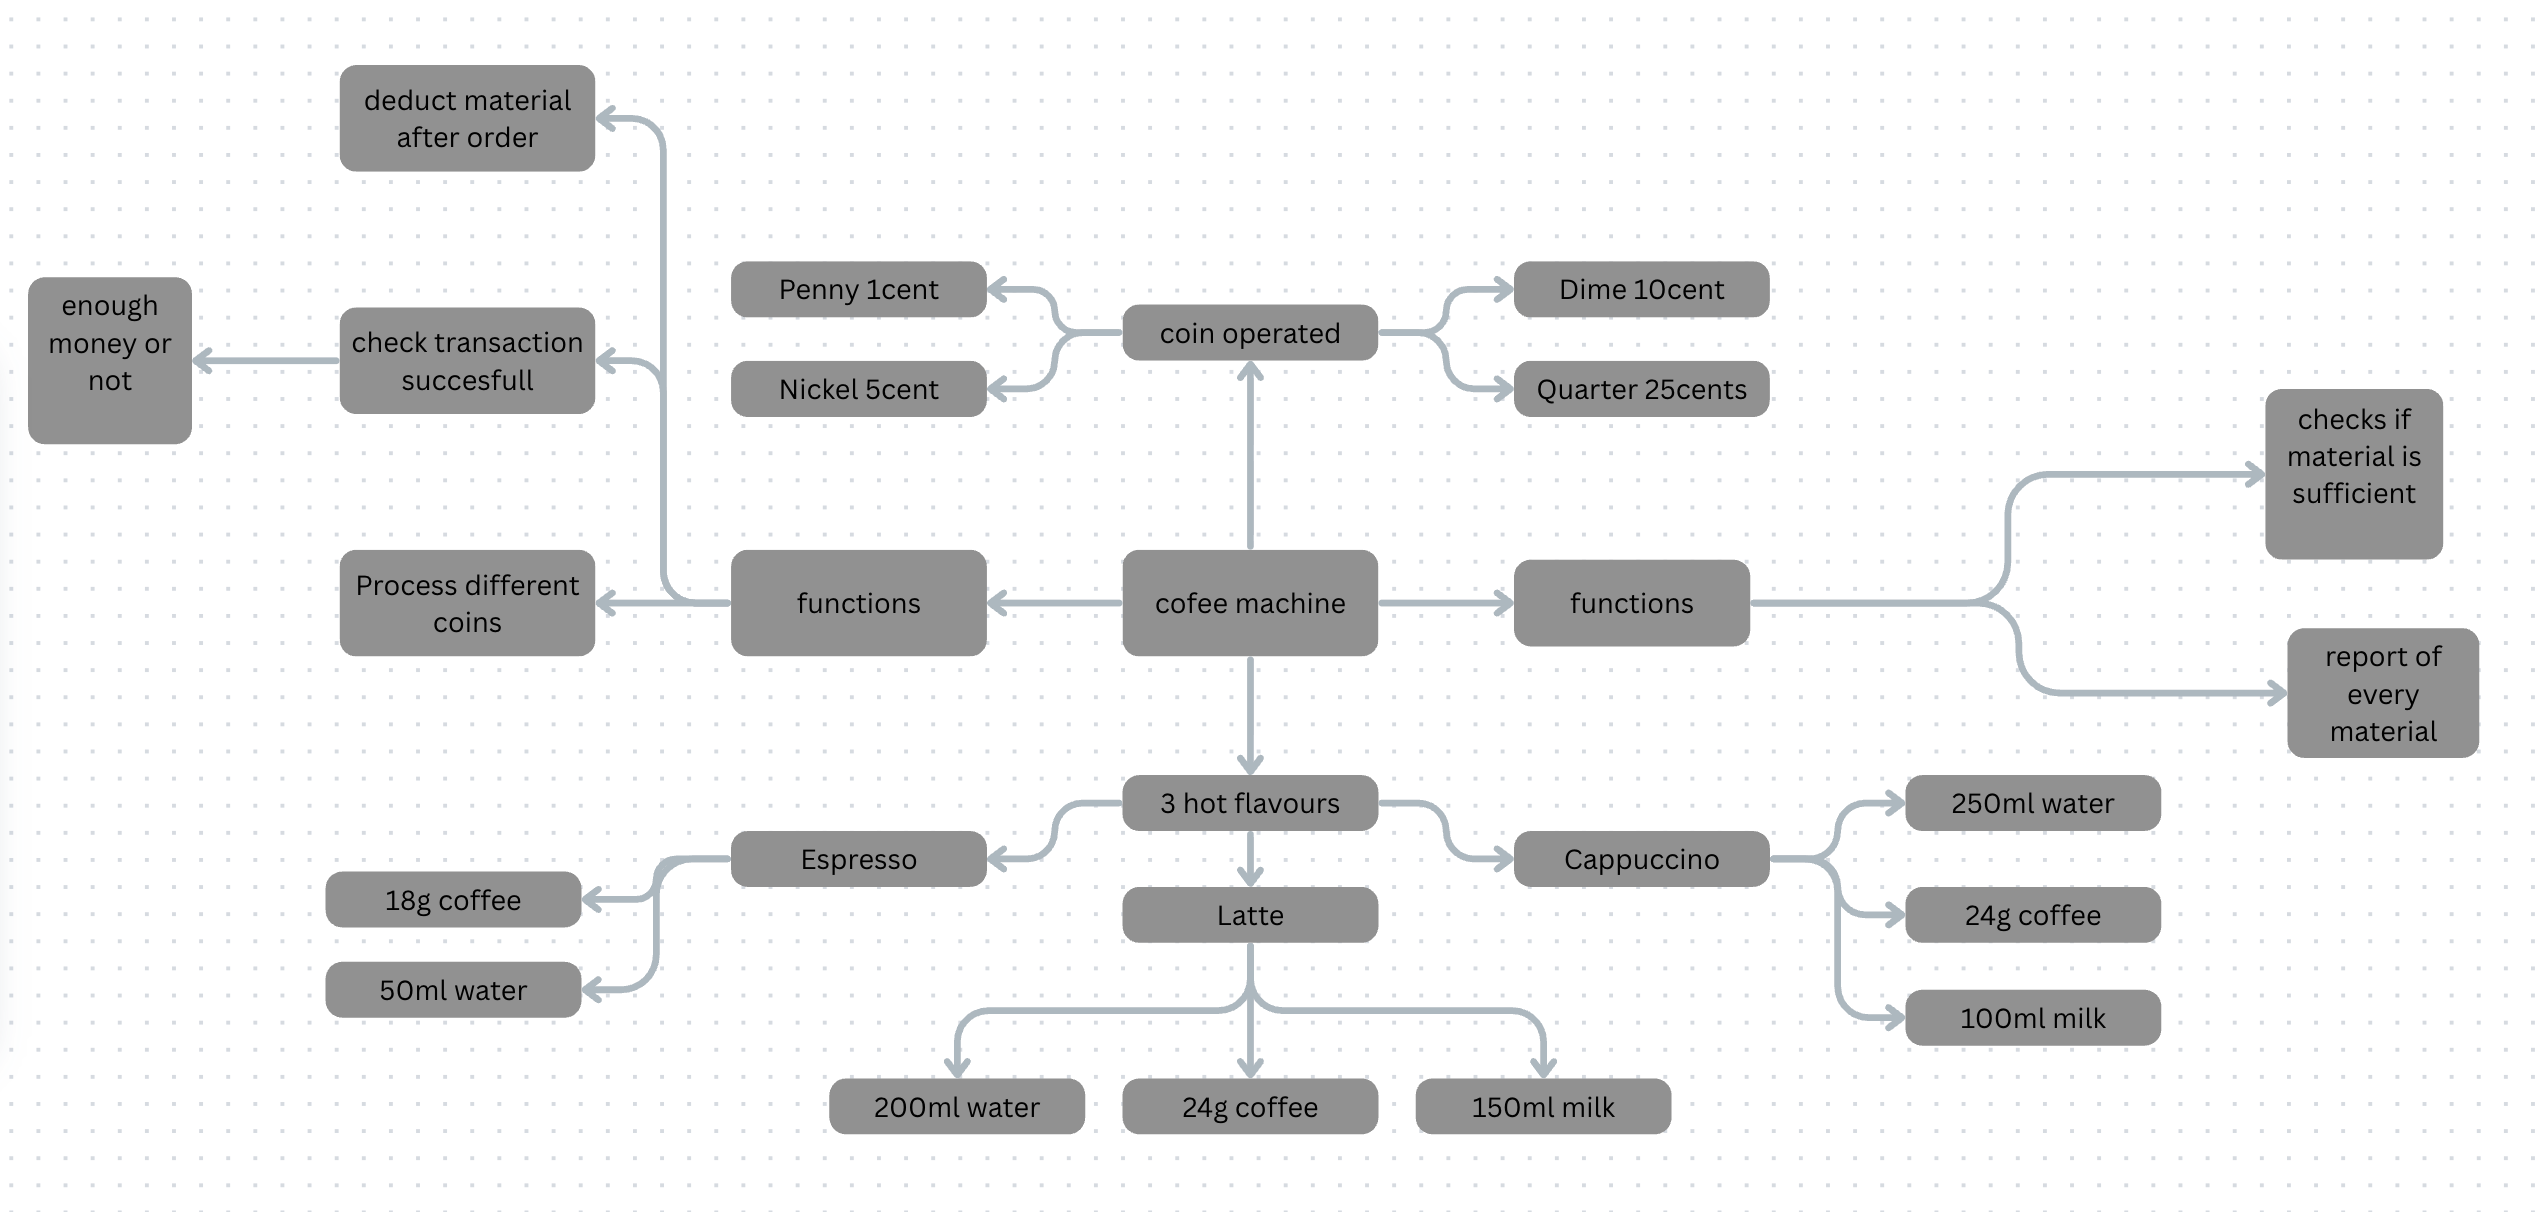 deduct material
after order
Penny 1cent
Dime 10cent
enough
money or
not
check transaction
succesfull
coin operated
Nickel 5cent
Quarter 25cents
checks if
material is
sufficient
Process different
coins
functions
cofee machine
functions
report of
every
material
3 hot flavours
250ml water
Espresso
Cappuccino
18g coffee
Latte
24g coffee
50ml water
100ml milk
200ml water
24g coffee
150ml milk